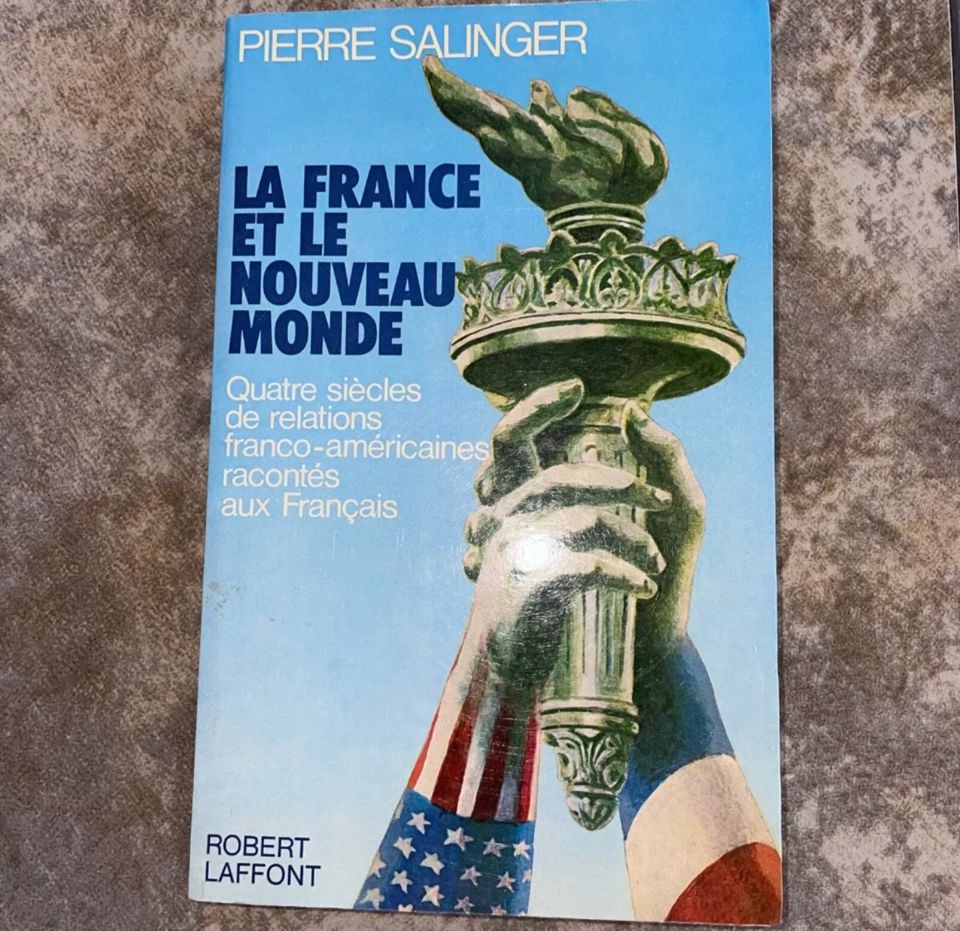 PIERRE SALINGER
LA FRANCE
ET LE
NOUVEAU
MONDE
Quatre siècles
de relations
franco-américaines
racontés
aux Français
ROBERT
LAFFONT